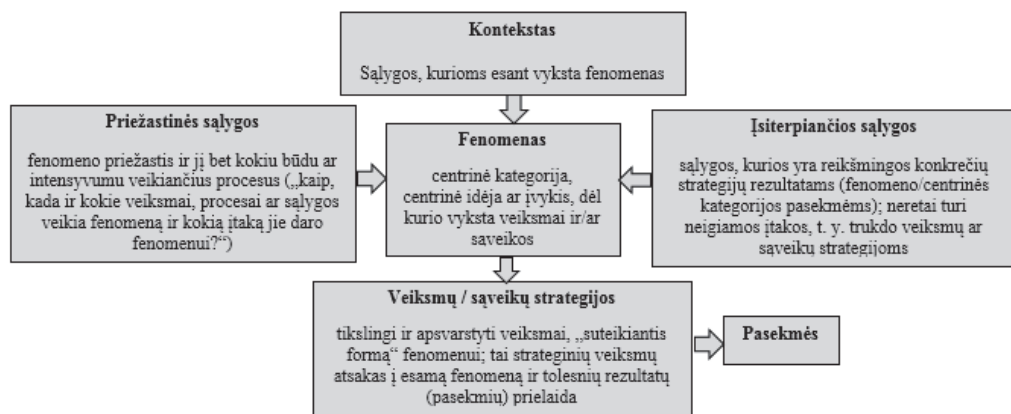 Kontekstas
Sąlygos, kurioms esant vyksta fenomenas
Priežastinės sąlygos
fenomeno priežastis ir jį bet kokiu būdu ar
intensyvumu veikiančius procesus („kaip,
kada ir kokie veiksmai, procesai ar sąlygos
veikia fenomeną ir kokią įtaką jie daro
fenomenui?“)
Fenomenas
centrinė kategorija,
centrinė idėja ar įvykis, dėl
kurio vyksta veiksmai ir/ar
sąveikos
Įsiterpiančios sąlygos
sąlygos, kurios yra reikšmingos konkrečių
strategijų rezultatams (fenomeno/centrinės
kategorijos pasekmėms); neretai turi
neigiamos įtakos, t. y. trukdo veiksmų ar
sąveikų strategijoms
Veiksmų / sąveikų strategijos
tikslingi ir apsvarstyti veiksmai, „suteikiantis
formą“ fenomenui; tai strateginių veiksmų
atsakas į esamą fenomeną ir tolesnių rezultatų
(pasekmių) prielaida
Pasekmės